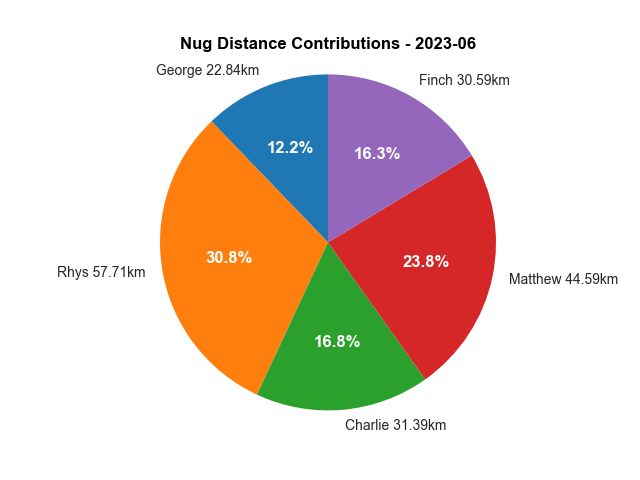 Nug Distance Contributions - 2023-06
George 22.84km
Finch 30.59km
12.2%
16.3%
Rhys 57.71km
30.8%
23.8%
Matthew 44.59km
16.8%
Charlie 31.39km